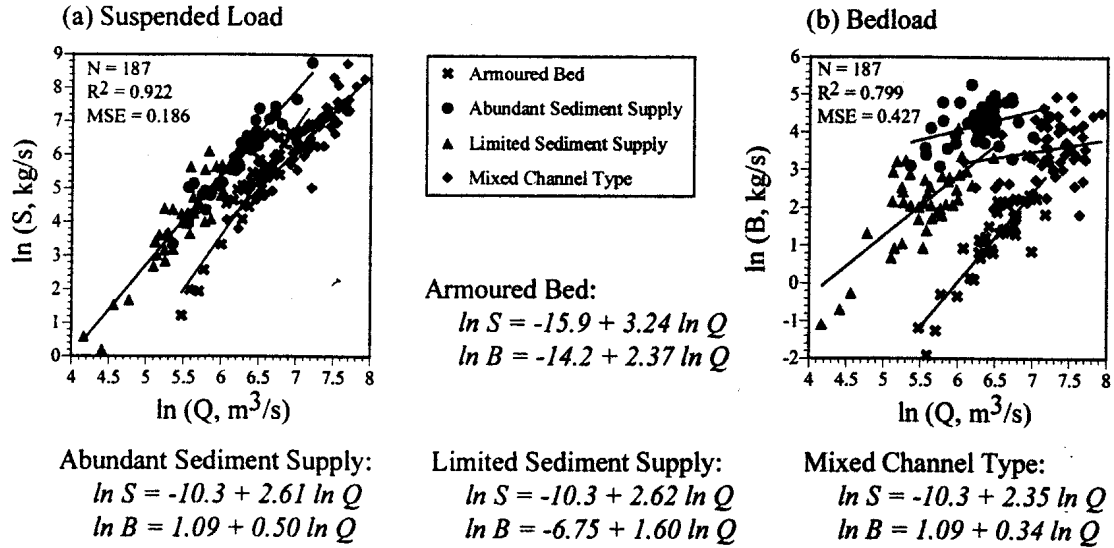 (a) Suspended Load
(b) Bedload
N = 187
R² = 0.922
MSE = 0.186
9
8
7
6
5
4
3
2
1
0
ln (S, kg/s)
4 4.5 5 5.5 6 6.5 7 7.5 8
ln (Q, m³/s)
Armoured Bed
Abundant Sediment Supply
Limited Sediment Supply
Mixed Channel Type
N = 187
R² = 0.799
MSE = 0.427
6
5
4
3
2
1
0
-1
-2
ln (B, kg/s)
4 4.5 5 5.5 6 6.5 7 7.5 8
ln (Q, m³/s)
Armoured Bed:
ln S = -15.9 + 3.24 ln Q
ln B = -14.2 + 2.37 ln Q
Abundant Sediment Supply:
ln S = -10.3 + 2.61 ln Q
ln B = 1.09 + 0.50 ln Q
Limited Sediment Supply:
ln S = -10.3 + 2.62 ln Q
ln B = -6.75 + 1.60 ln Q
Mixed Channel Type:
ln S = -10.3 + 2.35 ln Q
ln B = 1.09 + 0.34 ln Q